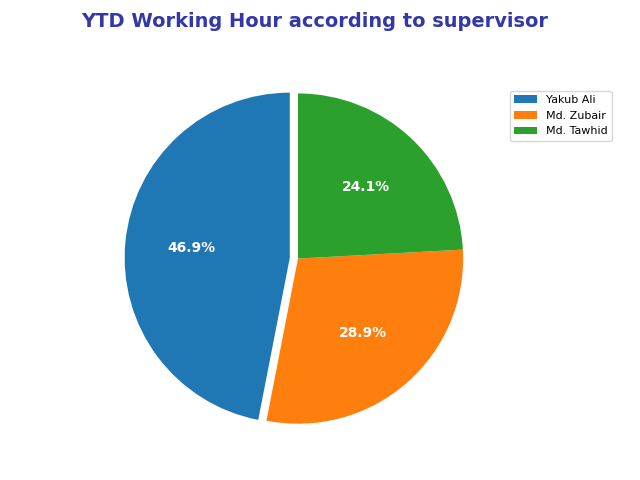 YTD Working Hour according to supervisor
Yakub Ali
Md. Zubair
Md. Tawhid
24.1%
46.9%
28.9%